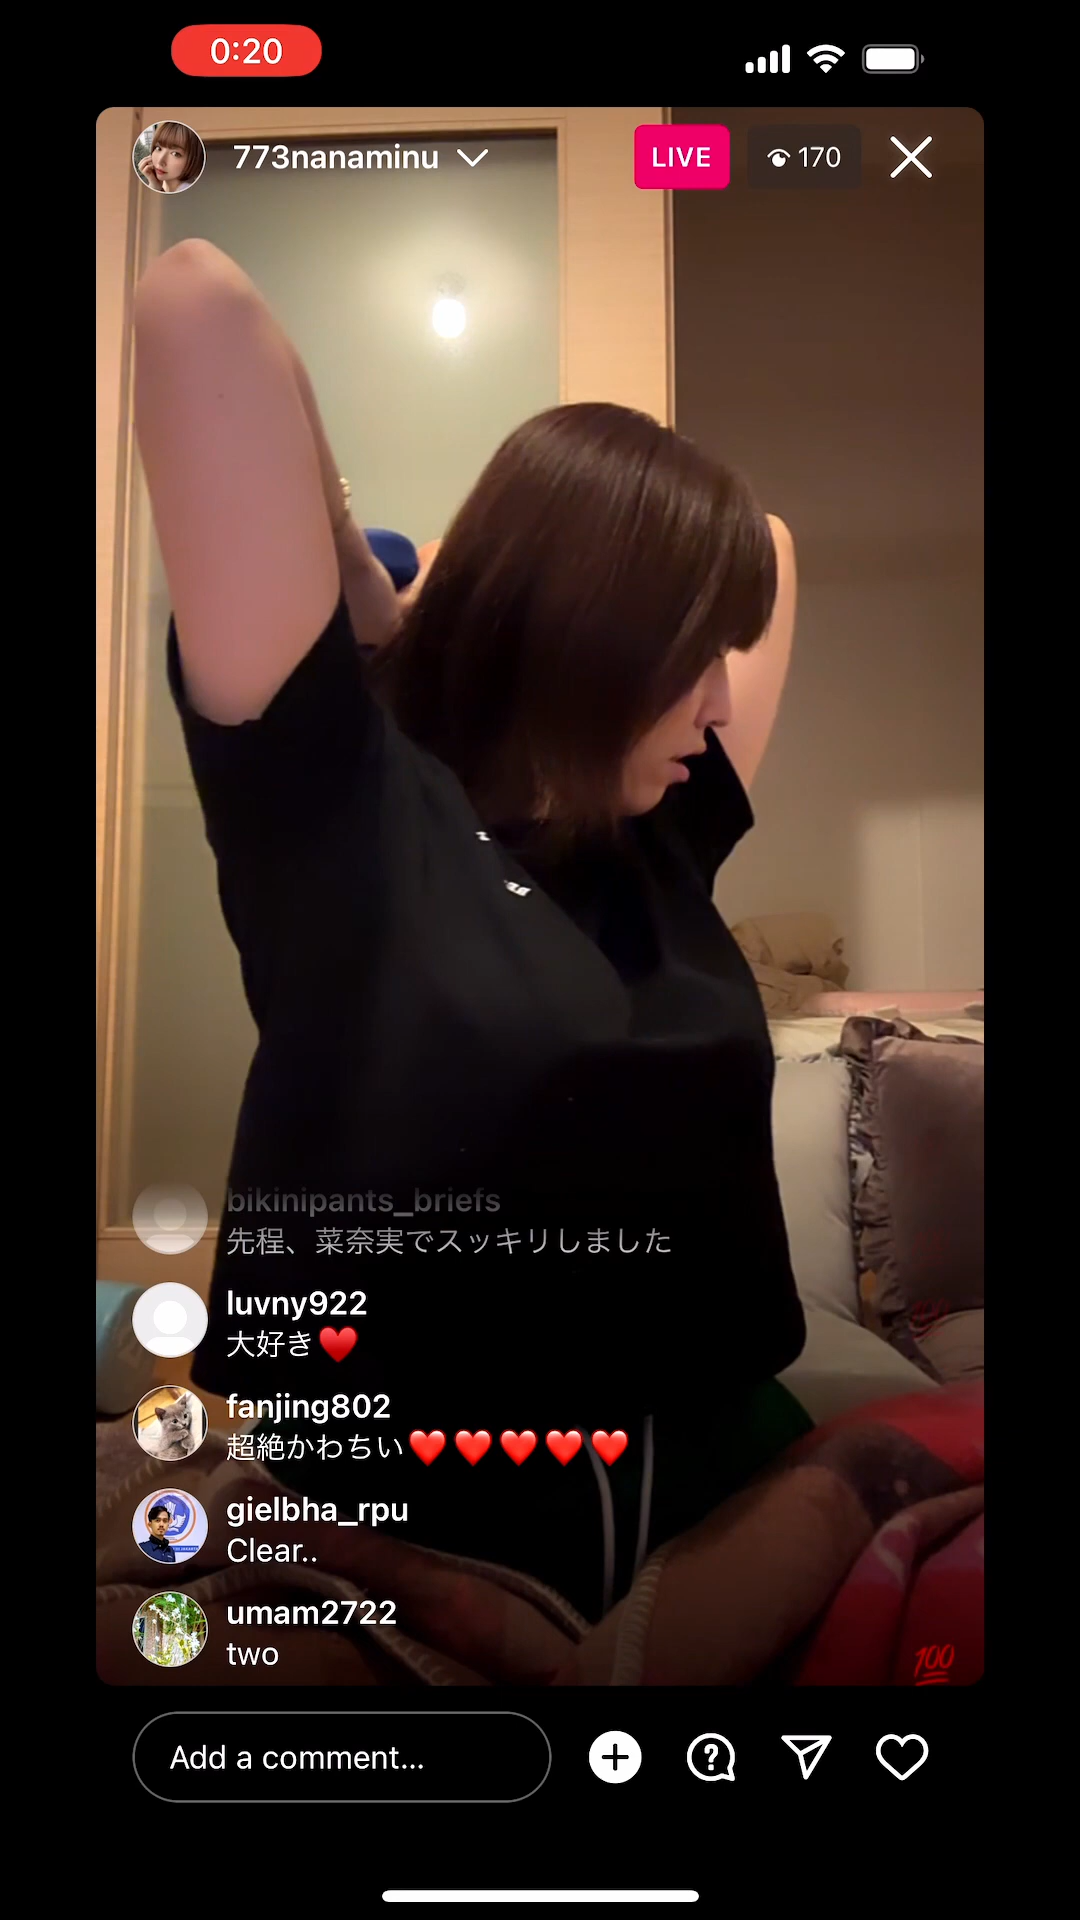 0:20
773nanaminu
LIVE
170
bikinipants_briefs
先程、菜奈実でスッキリしました
luvny922
大好き❤️
fanjing802
超絶かわちい❤️❤️❤️❤️❤️
gielbha_rpu
Clear..
umam2722
two
💯
Add a comment...